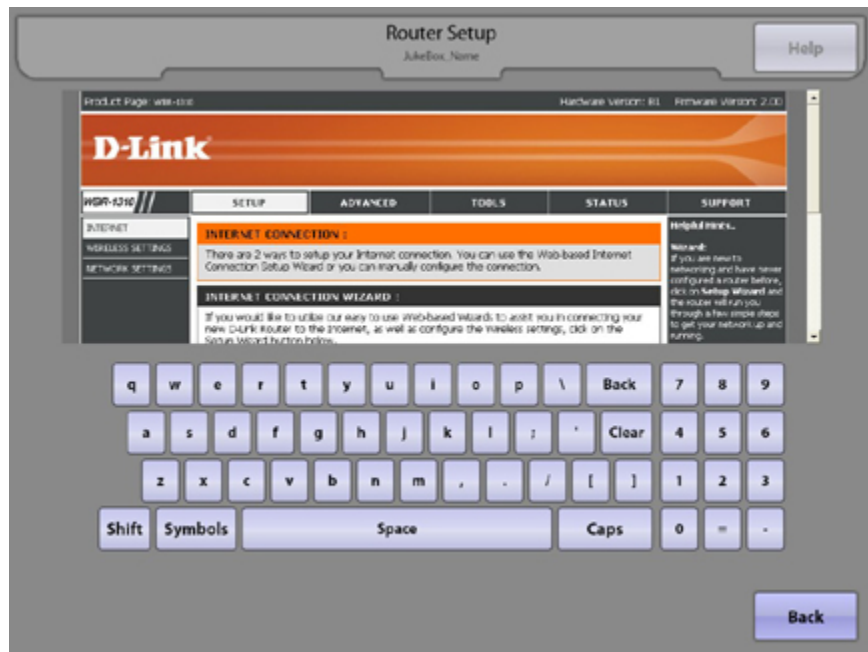 Router Setup
JukeBox_Name
Help
Product Page: WBR-1310 Hardware Version: B1 Firmware Version: 2.00
D-Link
WBR-1310 SETUP ADVANCED TOOLS STATUS SUPPORT
INTERNET
WIRELESS SETTINGS
NETWORK SETTINGS
INTERNET CONNECTION :
There are 2 ways to setup your Internet connection. You can use the Web-based Internet
Connection Setup Wizard or you can manually configure the connection.
INTERNET CONNECTION WIZARD :
If you would like to utilize our easy to use Web-based Wizards to assist you in connecting your
new D-Link Router to the Internet, as well as configure the wireless settings, click on the
Setup Wizard button below.
Helpful Hints..
Wizard:
If you are new to
networking and have never
configured a router before,
click on Setup Wizard and
the router will run you
through a few simple steps
to get your network up and
running.
q w e r t y u i o p \ Back 7 8 9
a s d f g h j k l ; ' Clear 4 5 6
z x c v b n m , . / [ ] 1 2 3
Shift Symbols Space Caps 0 = -
Back